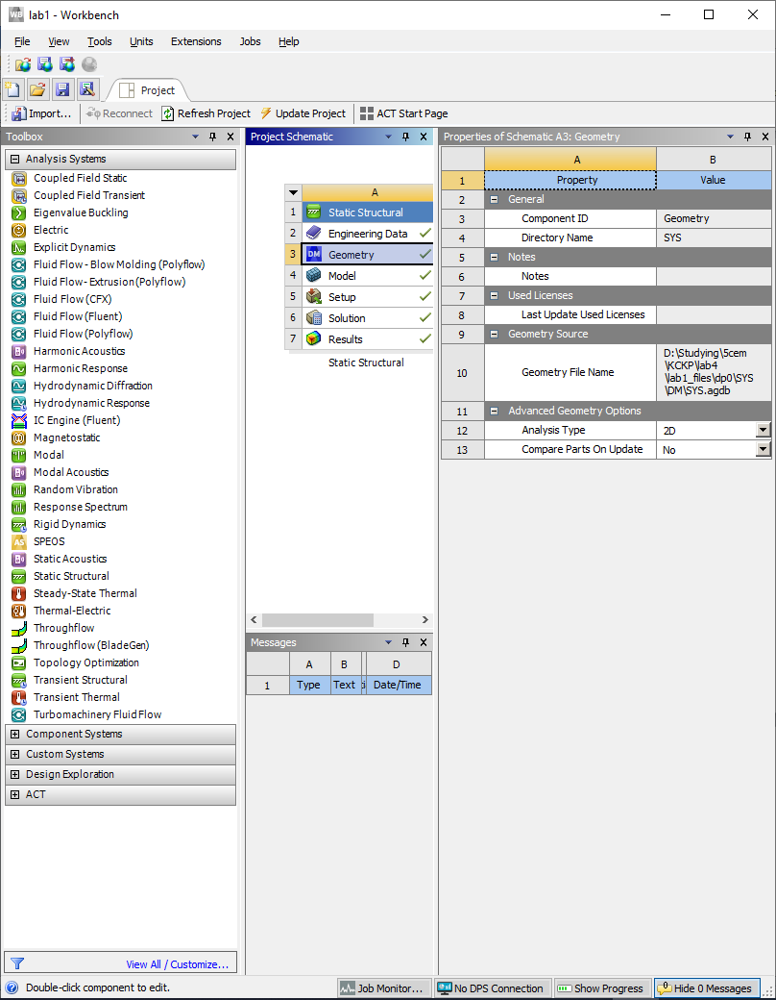 lab1 - Workbench
File View Tools Units Extensions Jobs Help
Project
Import... Reconnect Refresh Project Update Project ACT Start Page
Toolbox
Analysis Systems
Coupled Field Static
Coupled Field Transient
Eigenvalue Buckling
Electric
Explicit Dynamics
Fluid Flow - Blow Molding (Polyflow)
Fluid Flow - Extrusion (Polyflow)
Fluid Flow (CFX)
Fluid Flow (Fluent)
Fluid Flow (Polyflow)
Harmonic Acoustics
Harmonic Response
Hydrodynamic Diffraction
Hydrodynamic Response
IC Engine (Fluent)
Magnetostatic
Modal
Modal Acoustics
Random Vibration
Response Spectrum
Rigid Dynamics
SPEOS
Static Acoustics
Static Structural
Steady-State Thermal
Thermal-Electric
Throughflow
Throughflow (BladeGen)
Topology Optimization
Transient Structural
Transient Thermal
Turbomachinery Fluid Flow
Component Systems
Custom Systems
Design Exploration
ACT
View All / Customize...
Project Schematic
A
1 Static Structural
2 Engineering Data
3 DM Geometry
4 Model
5 Setup
6 Solution
7 Results
Static Structural
Messages
A B D
1 Type Text Date/Time
Properties of Schematic A3: Geometry
A B
1 Property Value
2 General
3 Component ID Geometry
4 Directory Name SYS
5 Notes
6 Notes
7 Used Licenses
8 Last Update Used Licenses
9 Geometry Source
10 Geometry File Name D:\Studying\5cem
\KCKP\lab4
\lab1_files\dp0\SYS
\DM\SYS.agdb
11 Advanced Geometry Options
12 Analysis Type 2D
13 Compare Parts On Update No
Double-click component to edit. Job Monitor... No DPS Connection Show Progress Hide 0 Messages